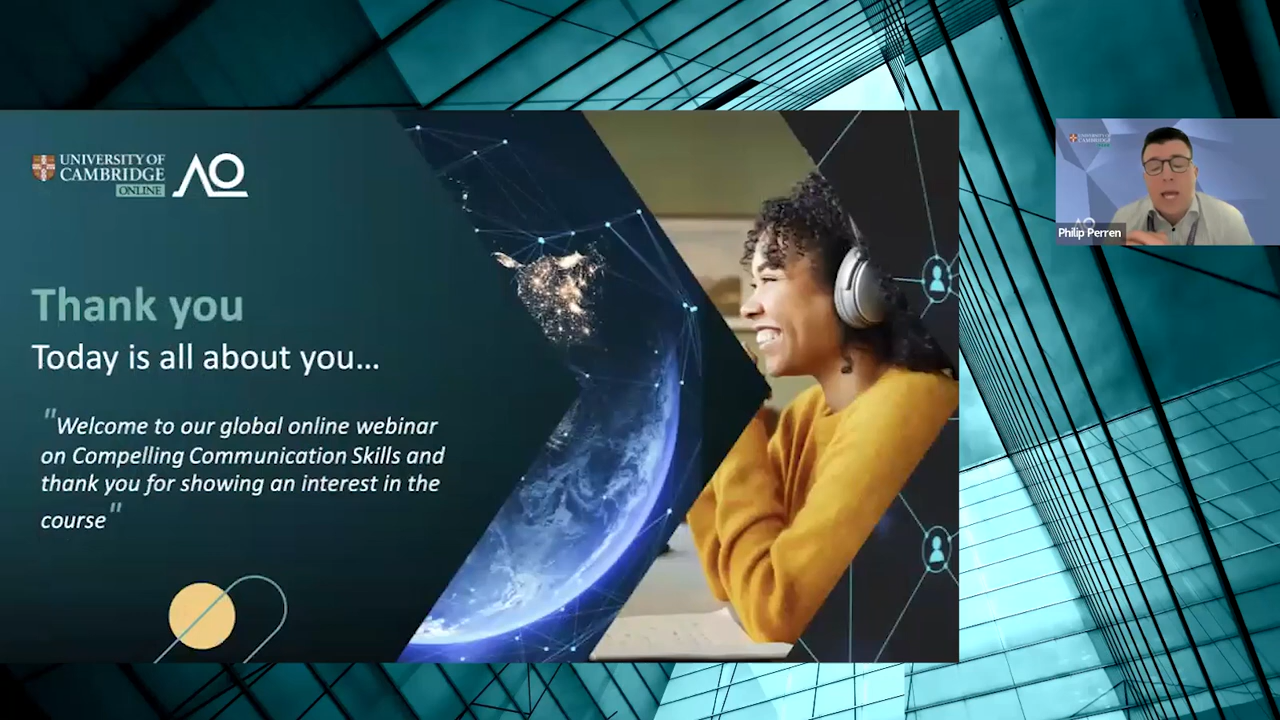 UNIVERSITY OF
CAMBRIDGE
ONLINE
AO
Thank you
Today is all about you...
"Welcome to our global online webinar
on Compelling Communication Skills and
thank you for showing an interest in the
course"
Philip Perren